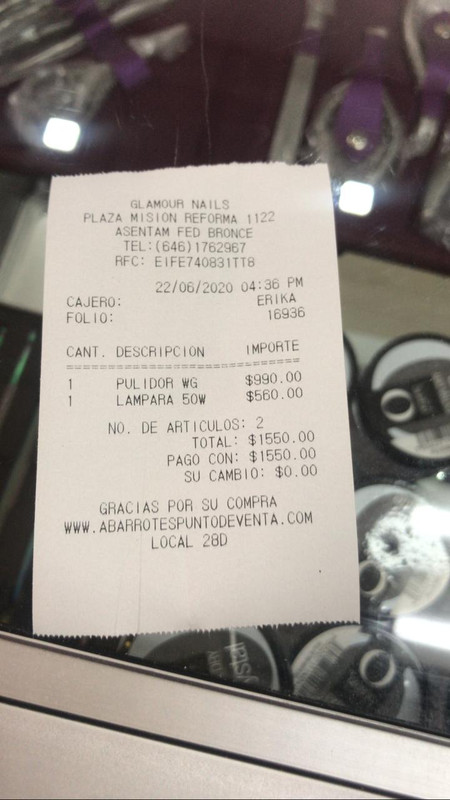 GLAMOUR NAILS
PLAZA MISION REFORMA 1122
ASENTAM FED BRONCE
TEL:(646)1762967
RFC: EIFE740831TT8
22/06/2020 04:36 PM
CAJERO: ERIKA
FOLIO: 16936
CANT. DESCRIPCION IMPORTE
==============================
1 PULIDOR WG $990.00
1 LAMPARA 50W $560.00
NO. DE ARTICULOS: 2
TOTAL: $1550.00
PAGO CON: $1550.00
SU CAMBIO: $0.00
GRACIAS POR SU COMPRA
WWW.ABARROTESPUNTODEVENTA.COM
LOCAL 28D